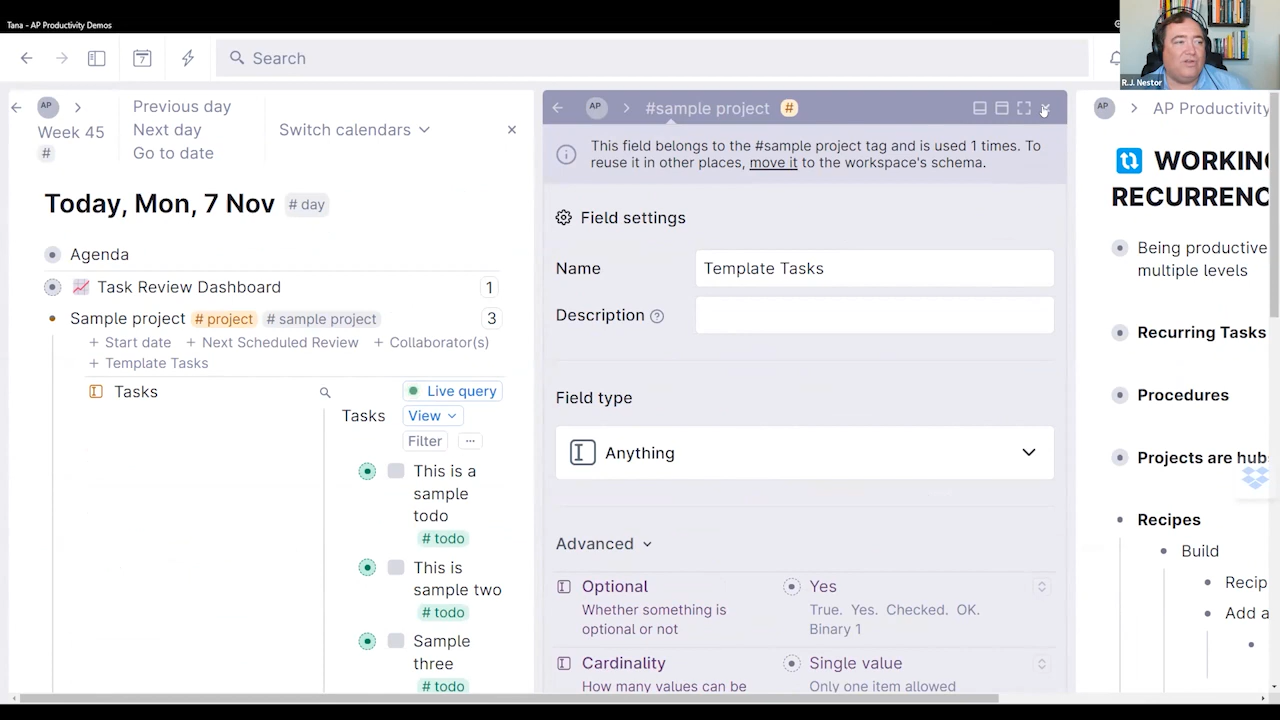 Tana - AP Productivity Demos
7
Search
R.J. Nestor
AP
Week 45
#
Previous day
Next day
Go to date
Switch calendars
Today, Mon, 7 Nov # day
Agenda
Task Review Dashboard 1
Sample project # project # sample project 3
+ Start date + Next Scheduled Review + Collaborator(s)
+ Template Tasks
Tasks
Live query
Tasks View
Filter ...
This is a
sample
todo
# todo
This is
sample two
# todo
Sample
three
# todo
AP #sample project #
This field belongs to the #sample project tag and is used 1 times. To
reuse it in other places, move it to the workspace's schema.
Field settings
Name Template Tasks
Description ?
Field type
Anything
Advanced
Optional Yes
Whether something is
optional or not
True. Yes. Checked. OK.
Binary 1
Cardinality Single value
How many values can be
Only one item allowed
AP AP Productivity
WORKING
RECURRENC
Being productive
multiple levels
Recurring Tasks
Procedures
Projects are hubs
Recipes
Build
Recip
Add a